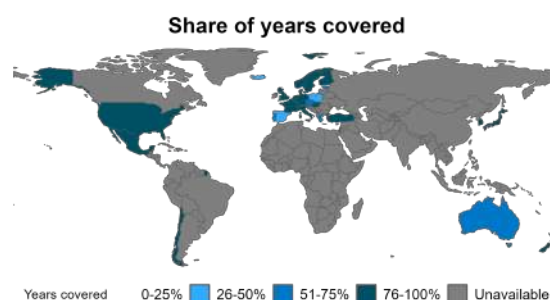 Share of years covered
Years covered 0-25% 26-50% 51-75% 76-100% Unavailable